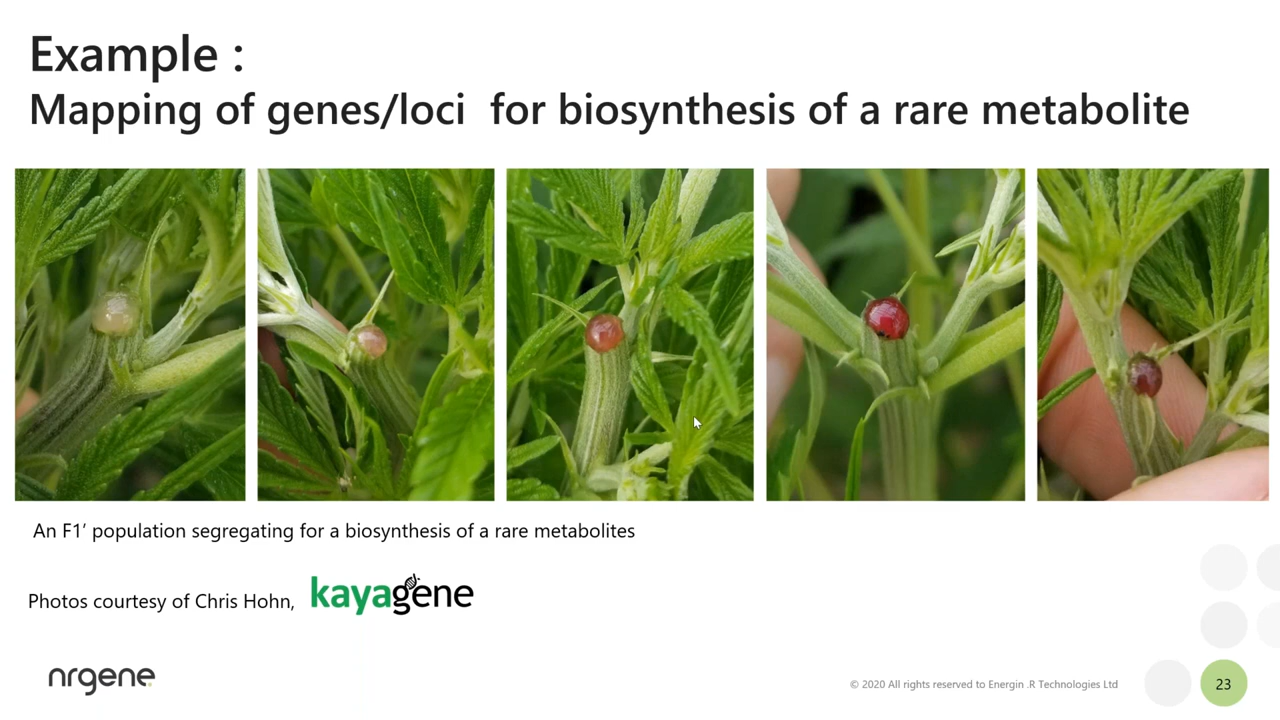 Example :
Mapping of genes/loci for biosynthesis of a rare metabolite
An F1’ population segregating for a biosynthesis of a rare metabolites
Photos courtesy of Chris Hohn, kayagene
nrgene
© 2020 All rights reserved to Energin .R Technologies Ltd
23